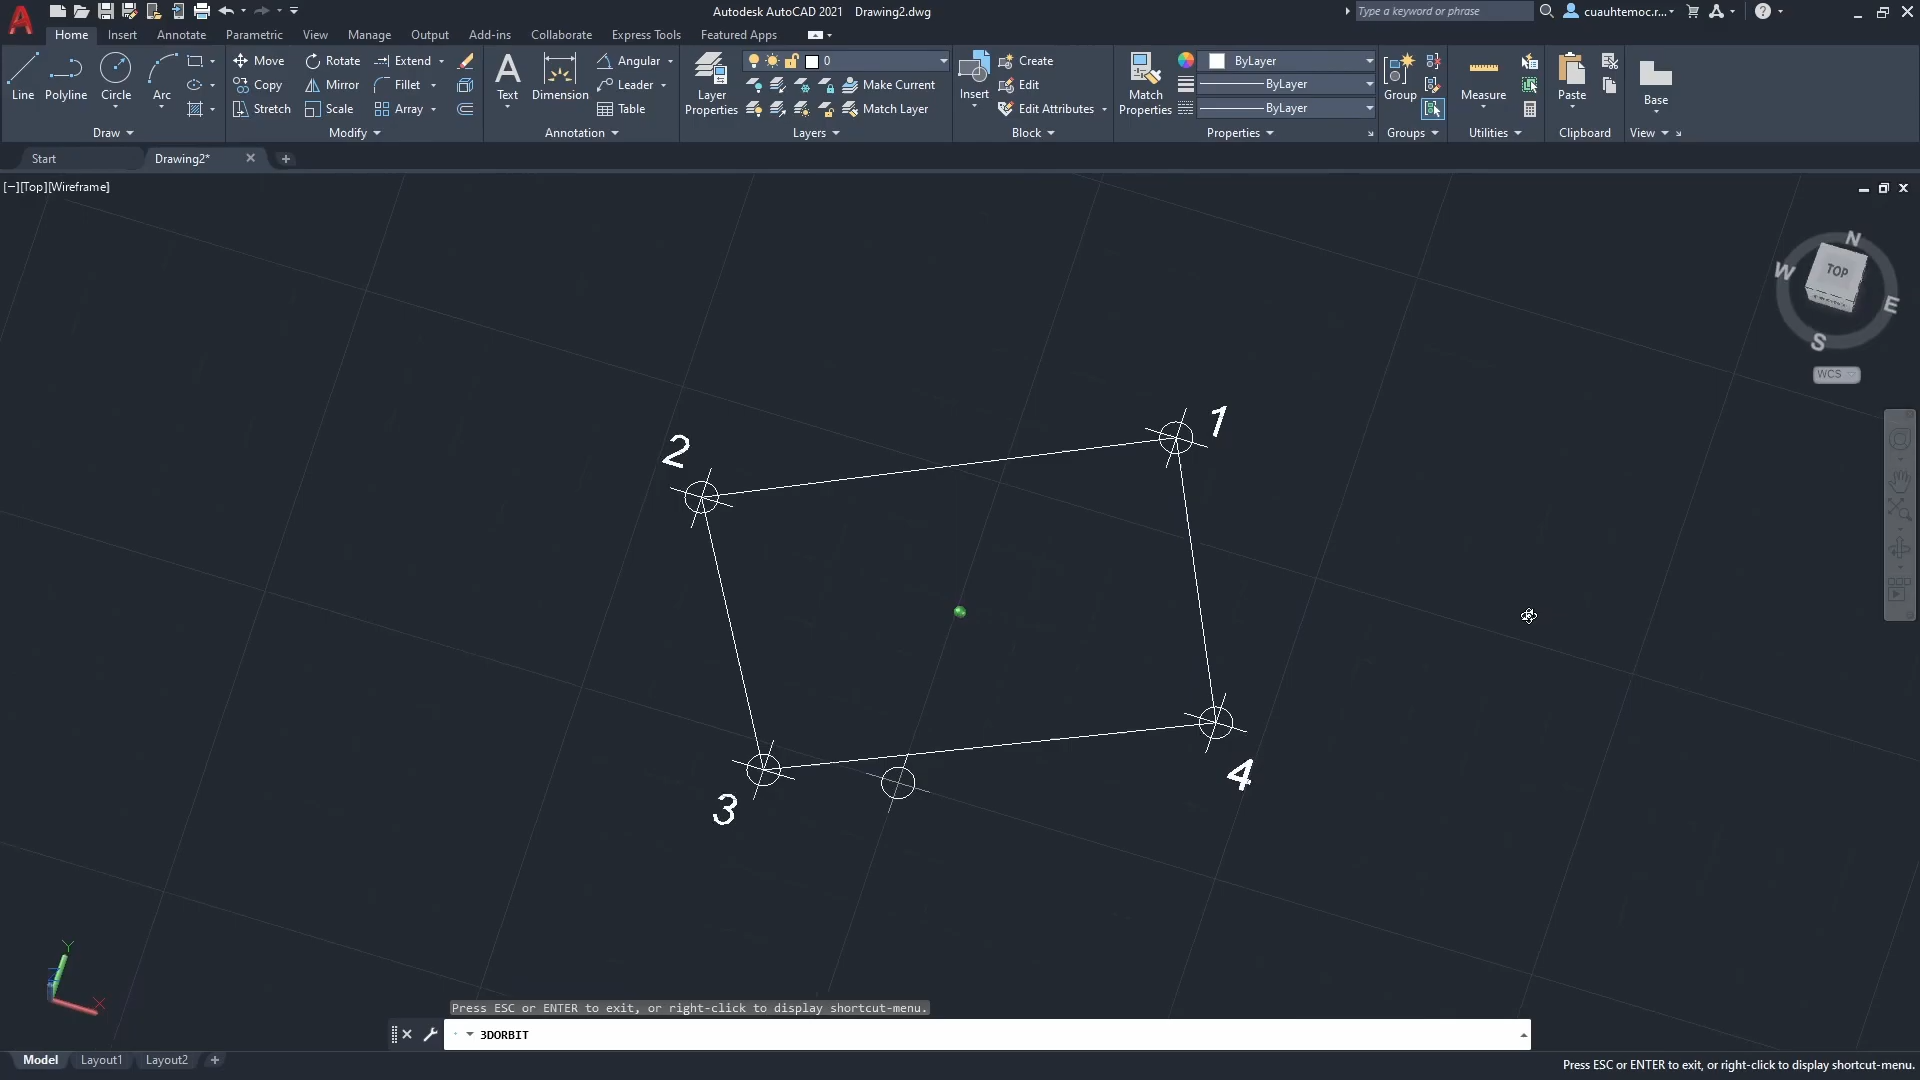 Autodesk AutoCAD 2021 Drawing2.dwg
Type a keyword or phrase
cuauhtemoc.r...
Home Insert Annotate Parametric View Manage Output Add-ins Collaborate Express Tools Featured Apps
Line Polyline Circle Arc
Move Rotate Extend
Copy Mirror Fillet
Stretch Scale Array
Text Dimension
Angular
Leader
Table
Layer Properties
0
Make Current
Match Layer
Insert
Create
Edit
Edit Attributes
Match Properties
ByLayer
ByLayer
ByLayer
Group
Measure
Paste
Base
Draw Modify Annotation Layers Block Properties Groups Utilities Clipboard View
Start Drawing2*
[−][Top][Wireframe]
N
W TOP E
S
WCS
1
2
3
4
Y
X
Press ESC or ENTER to exit, or right-click to display shortcut-menu.
3DORBIT
Model Layout1 Layout2
Press ESC or ENTER to exit, or right-click to display shortcut-menu.